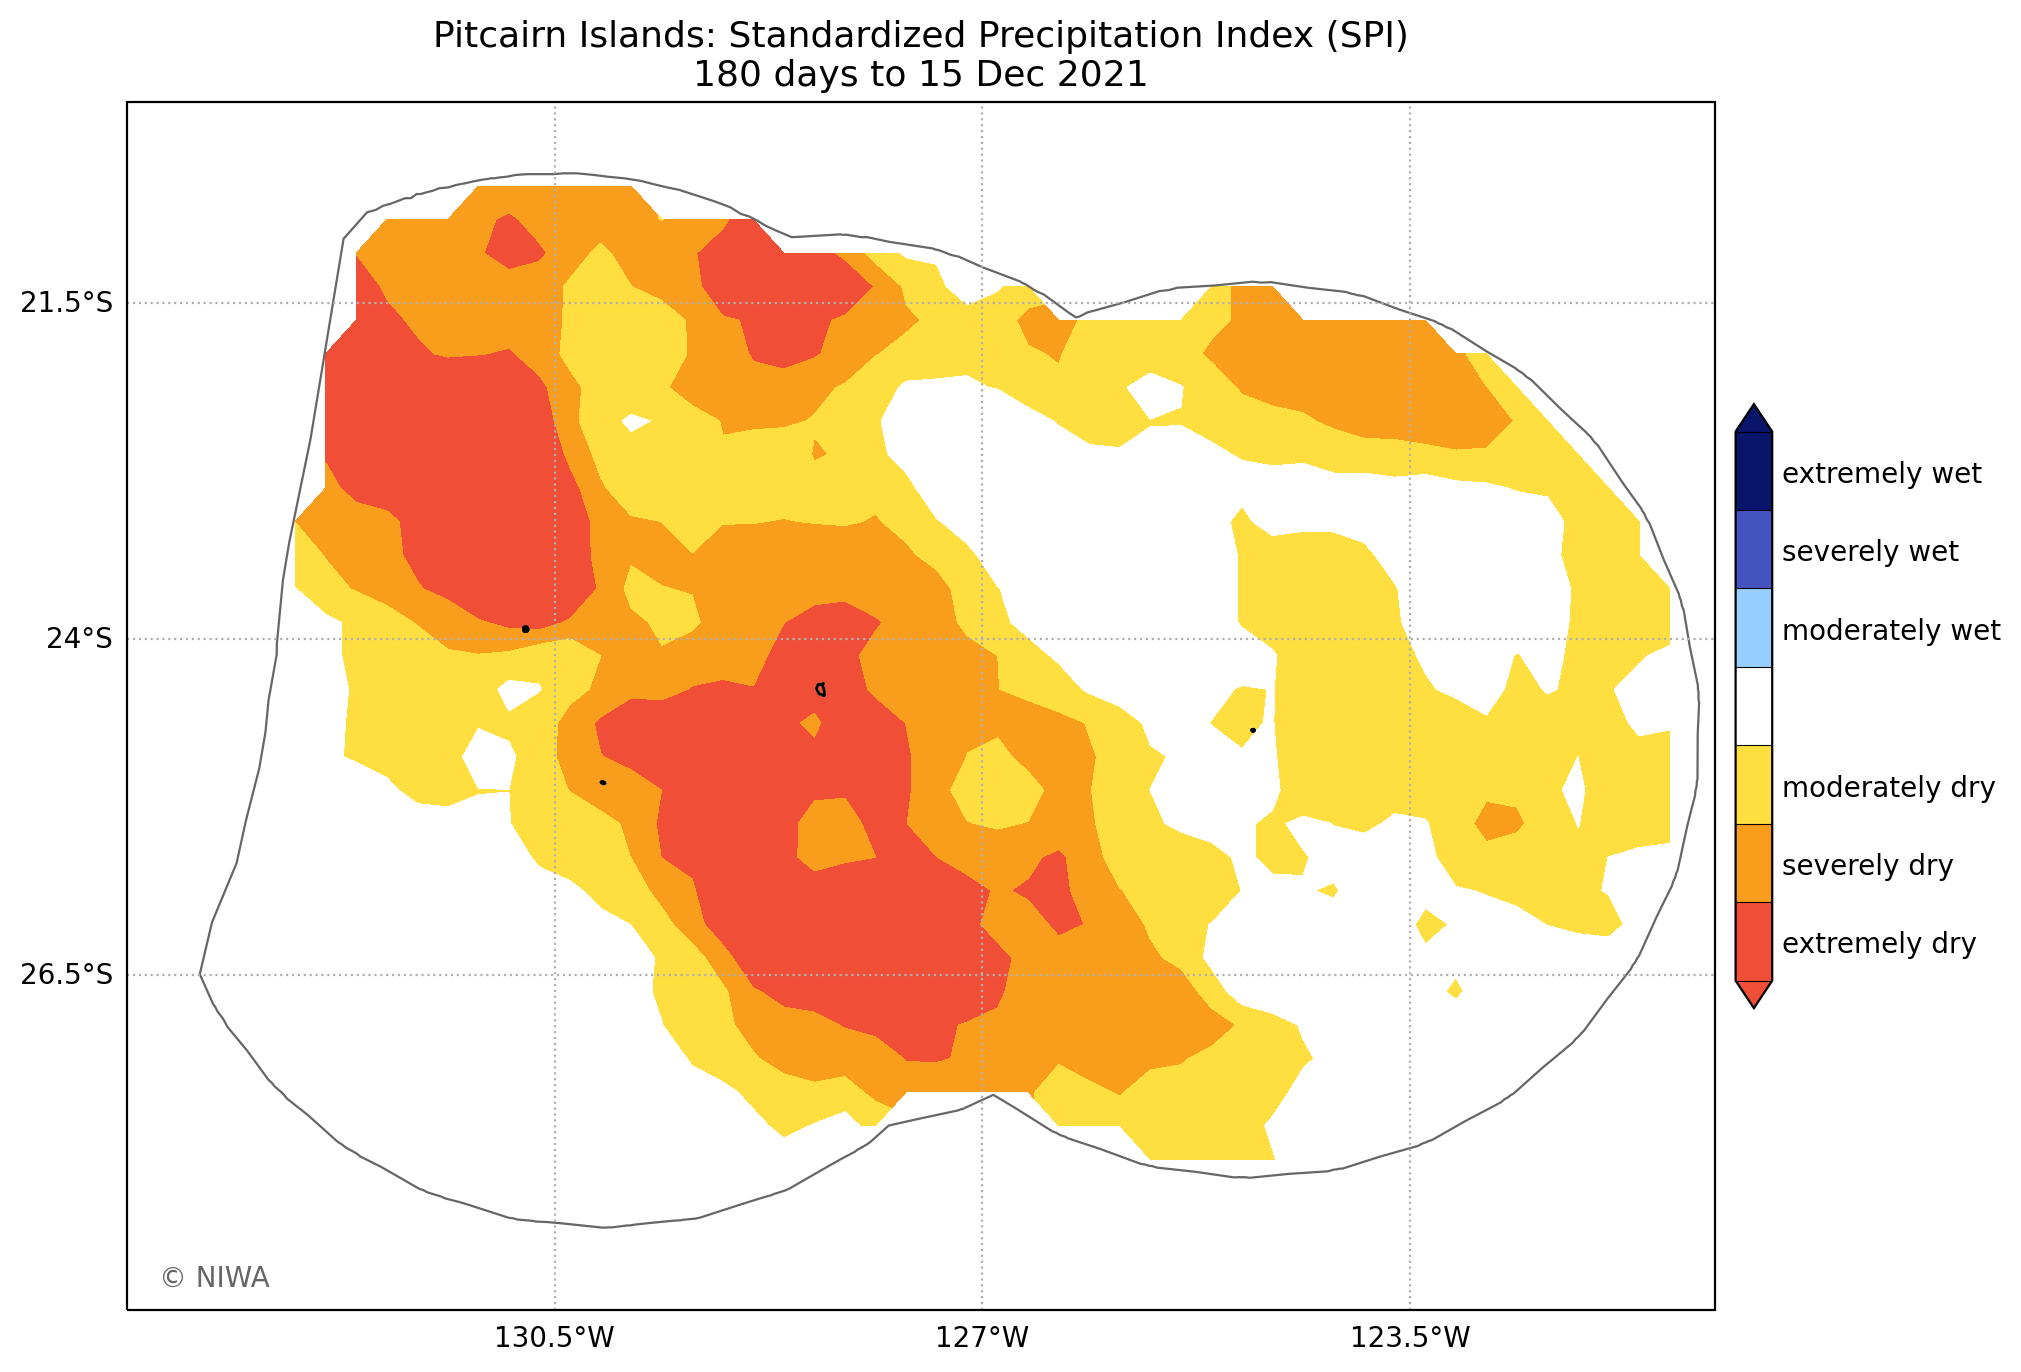 Pitcairn Islands: Standardized Precipitation Index (SPI)
180 days to 15 Dec 2021
21.5°S
24°S
26.5°S
130.5°W
127°W
123.5°W
extremely wet
severely wet
moderately wet
moderately dry
severely dry
extremely dry
© NIWA